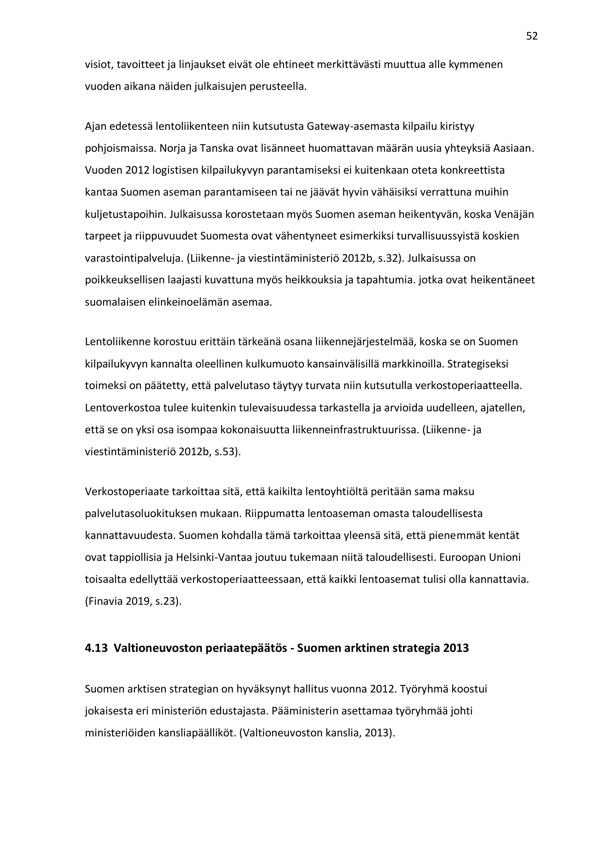 52
visiot, tavoitteet ja linjaukset eivät ole ehtineet merkittävästi muuttua alle kymmenen
vuoden aikana näiden julkaisujen perusteella.
Ajan edetessä lentoliikenteen niin kutsutusta Gateway-asemasta kilpailu kiristyy
pohjoismaissa. Norja ja Tanska ovat lisänneet huomattavan määrän uusia yhteyksiä Aasiaan.
Vuoden 2012 logistisen kilpailukyvyn parantamiseksi ei kuitenkaan oteta konkreettista
kantaa Suomen aseman parantamiseen tai ne jäävät hyvin vähäisiksi verrattuna muihin
kuljetustapoihin. Julkaisussa korostetaan myös Suomen aseman heikentyvän, koska Venäjän
tarpeet ja riippuvuudet Suomesta ovat vähentyneet esimerkiksi turvallisuussyistä koskien
varastointipalveluja. (Liikenne- ja viestintäministeriö 2012b, s.32). Julkaisussa on
poikkeuksellisen laajasti kuvattuna myös heikkouksia ja tapahtumia. jotka ovat heikentäneet
suomalaisen elinkeinoelämän asemaa.
Lentoliikenne korostuu erittäin tärkeänä osana liikennejärjestelmää, koska se on Suomen
kilpailukyvyn kannalta oleellinen kulkumuoto kansainvälisillä markkinoilla. Strategiseksi
toimeksi on päätetty, että palvelutaso täytyy turvata niin kutsutulla verkostoperiaatteella.
Lentoverkostoa tulee kuitenkin tulevaisuudessa tarkastella ja arvioida uudelleen, ajatellen,
että se on yksi osa isompaa kokonaisuutta liikenneinfrastruktuurissa. (Liikenne- ja
viestintäministeriö 2012b, s.53).
Verkostoperiaate tarkoittaa sitä, että kaikilta lentoyhtiöltä peritään sama maksu
palvelutasoluokituksen mukaan. Riippumatta lentoaseman omasta taloudellisesta
kannattavuudesta. Suomen kohdalla tämä tarkoittaa yleensä sitä, että pienemmät kentät
ovat tappiollisia ja Helsinki-Vantaa joutuu tukemaan niitä taloudellisesti. Euroopan Unioni
toisaalta edellyttää verkostoperiaatteessaan, että kaikki lentoasemat tulisi olla kannattavia.
(Finavia 2019, s.23).
4.13 Valtioneuvoston periaatepäätös - Suomen arktinen strategia 2013
Suomen arktisen strategian on hyväksynyt hallitus vuonna 2012. Työryhmä koostui
jokaisesta eri ministeriön edustajasta. Pääministerin asettamaa työryhmää johti
ministeriöiden kansliapäälliköt. (Valtioneuvoston kanslia, 2013).